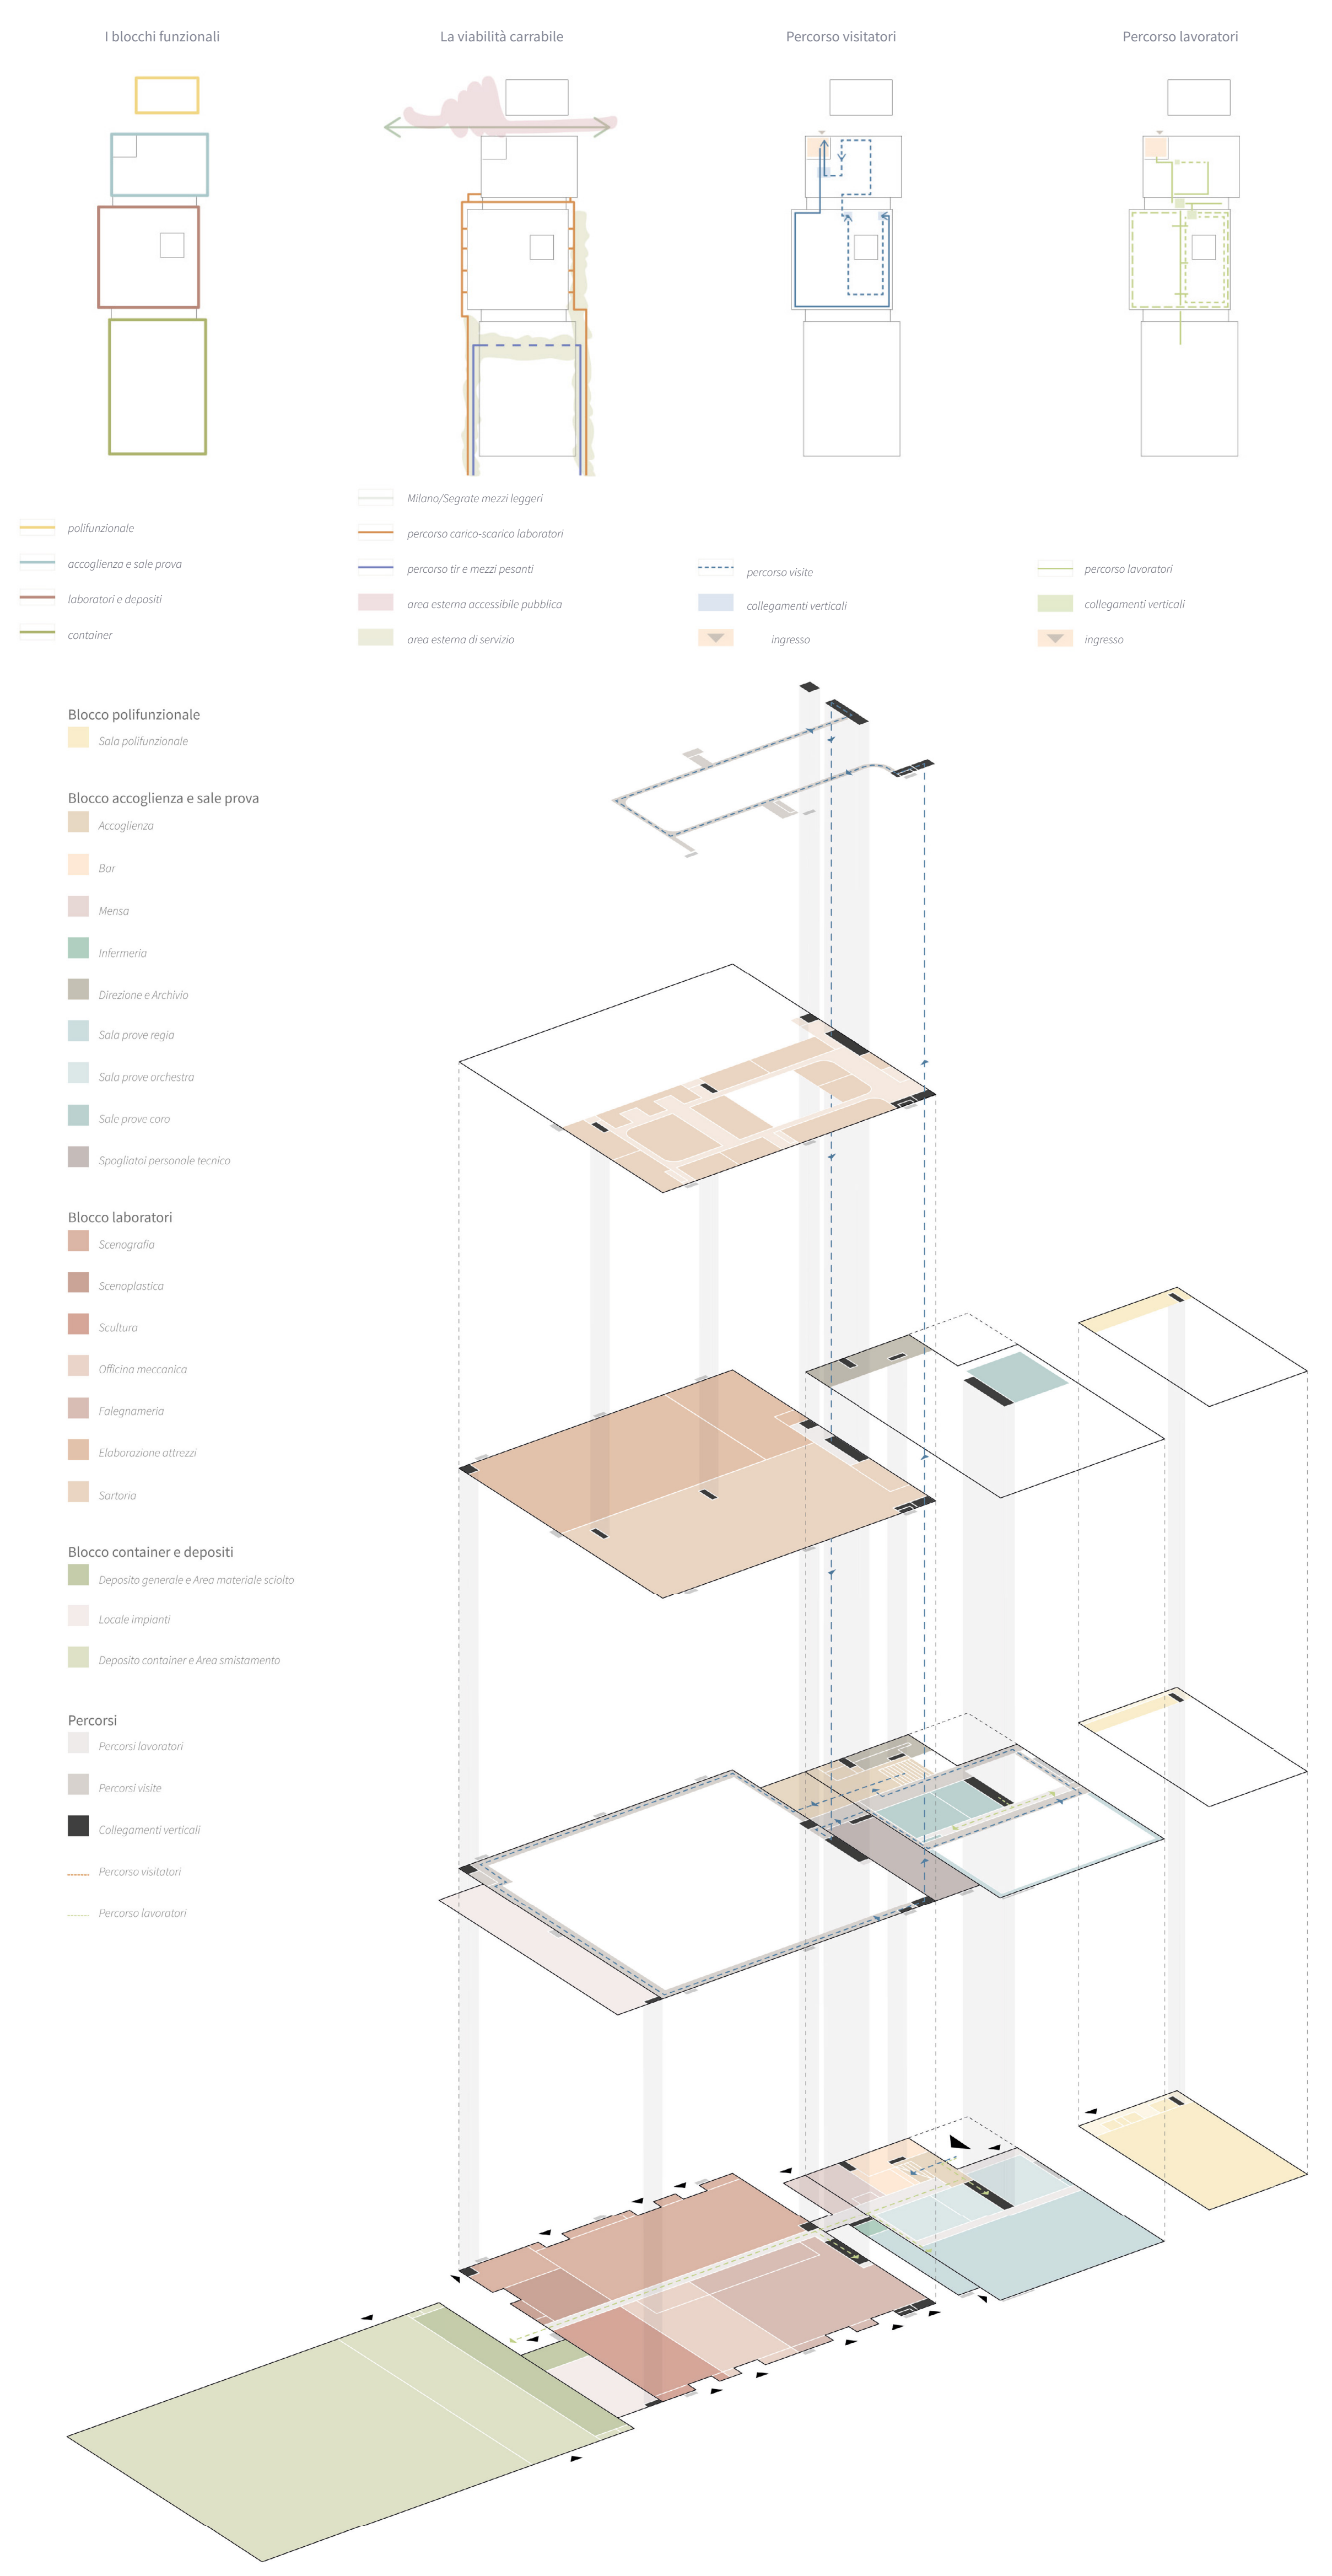 I blocchi funzionali
La viabilità carrabile
Percorso visitatori
Percorso lavoratori
polifunzionale
accoglienza e sale prova
laboratori e depositi
container
Milano/Segrate mezzi leggeri
percorso carico-scarico laboratori
percorso tir e mezzi pesanti
area esterna accessibile pubblica
area esterna di servizio
percorso visite
collegamenti verticali
ingresso
percorso lavoratori
collegamenti verticali
ingresso
Blocco polifunzionale
Sala polifunzionale
Blocco accoglienza e sale prova
Accoglienza
Bar
Mensa
Infermeria
Direzione e Archivio
Sala prove regia
Sala prove orchestra
Sale prove coro
Spogliatoi personale tecnico
Blocco laboratori
Scenografia
Scenoplastica
Scultura
Officina meccanica
Falegnameria
Elaborazione attrezzi
Sartoria
Blocco container e depositi
Deposito generale e Area materiale sciolto
Locale impianti
Deposito container e Area smistamento
Percorsi
Percorsi lavoratori
Percorsi visite
Collegamenti verticali
Percorso visitatori
Percorso lavoratori